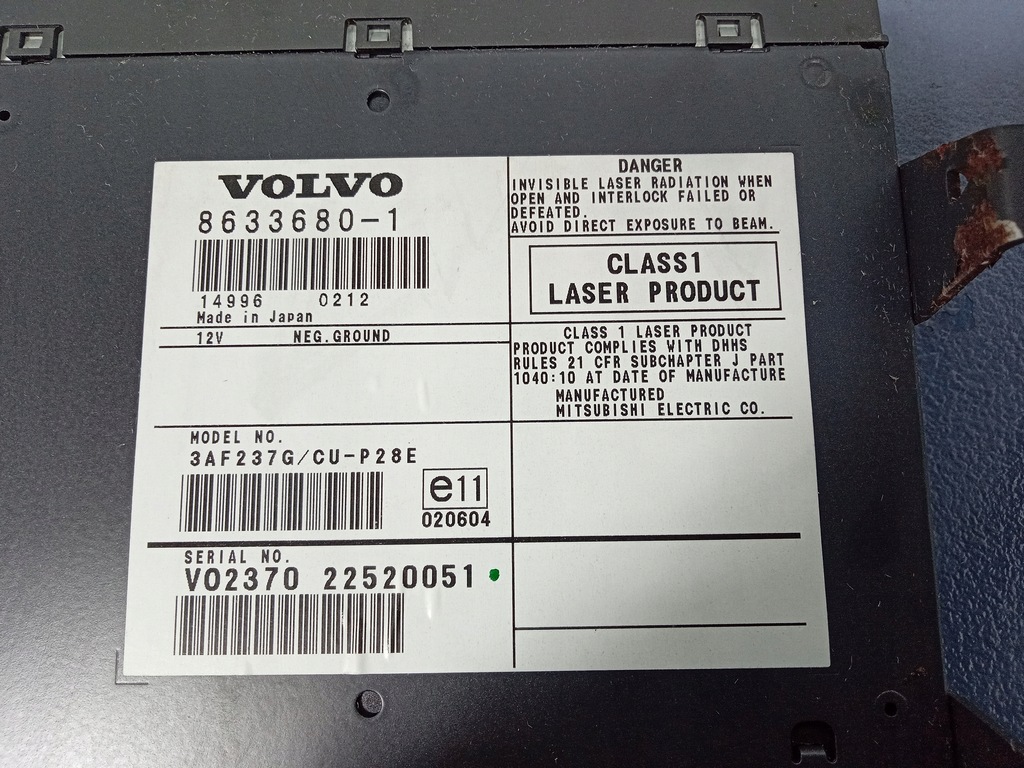 VOLVO
8633680-1
14996 0212
Made in Japan
12V NEG.GROUND
MODEL NO.
3AF237G/CU-P28E
e11
020604
SERIAL NO.
VO2370 22520051
DANGER
INVISIBLE LASER RADIATION WHEN
OPEN AND INTERLOCK FAILED OR
DEFEATED.
AVOID DIRECT EXPOSURE TO BEAM.
CLASS1
LASER PRODUCT
CLASS 1 LASER PRODUCT
PRODUCT COMPLIES WITH DHHS
RULES 21 CFR SUBCHAPTER J PART
1040:10 AT DATE OF MANUFACTURE
MANUFACTURED
MITSUBISHI ELECTRIC CO.